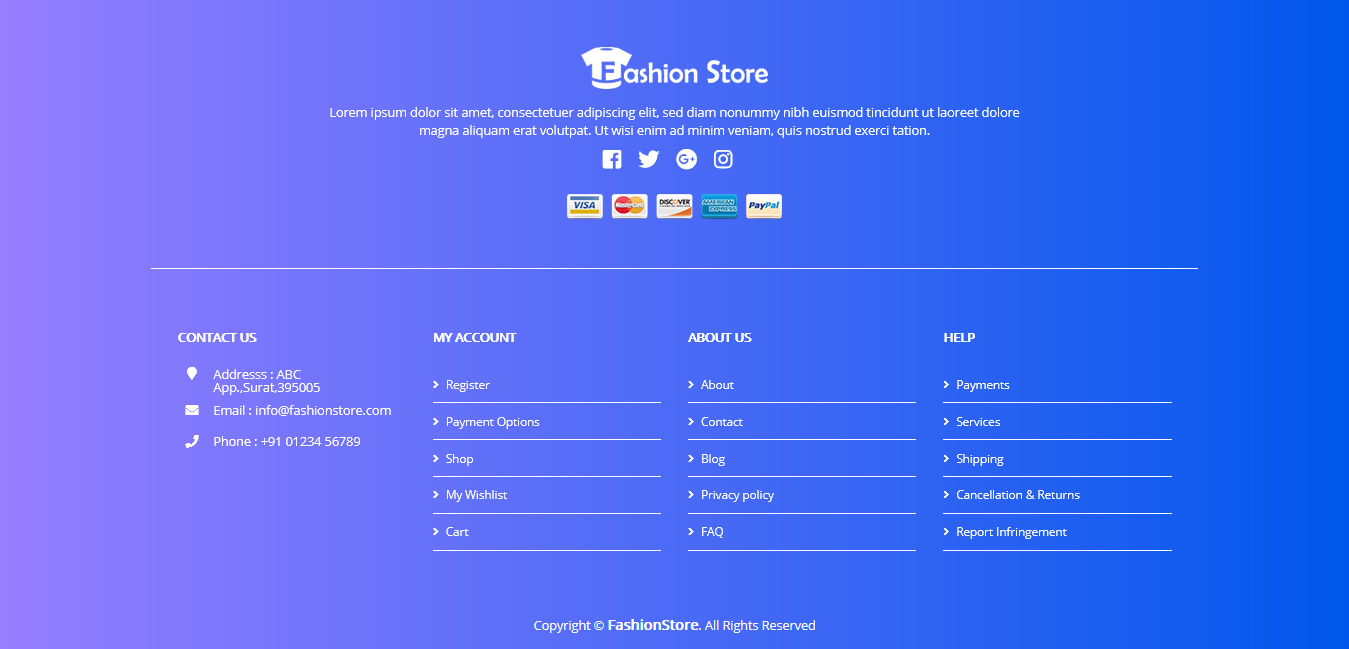 Fashion Store
Lorem ipsum dolor sit amet, consectetuer adipiscing elit, sed diam nonummy nibh euismod tincidunt ut laoreet dolore
magna aliquam erat volutpat. Ut wisi enim ad minim veniam, quis nostrud exerci tation.
G+
VISA MasterCard DISCOVER AMERICAN EXPRESS PayPal
CONTACT US
Addresss : ABC
App.,Surat,395005
Email : info@fashionstore.com
Phone : +91 01234 56789
MY ACCOUNT
Register
Payment Options
Shop
My Wishlist
Cart
ABOUT US
About
Contact
Blog
Privacy policy
FAQ
HELP
Payments
Services
Shipping
Cancellation & Returns
Report Infringement
Copyright © FashionStore. All Rights Reserved